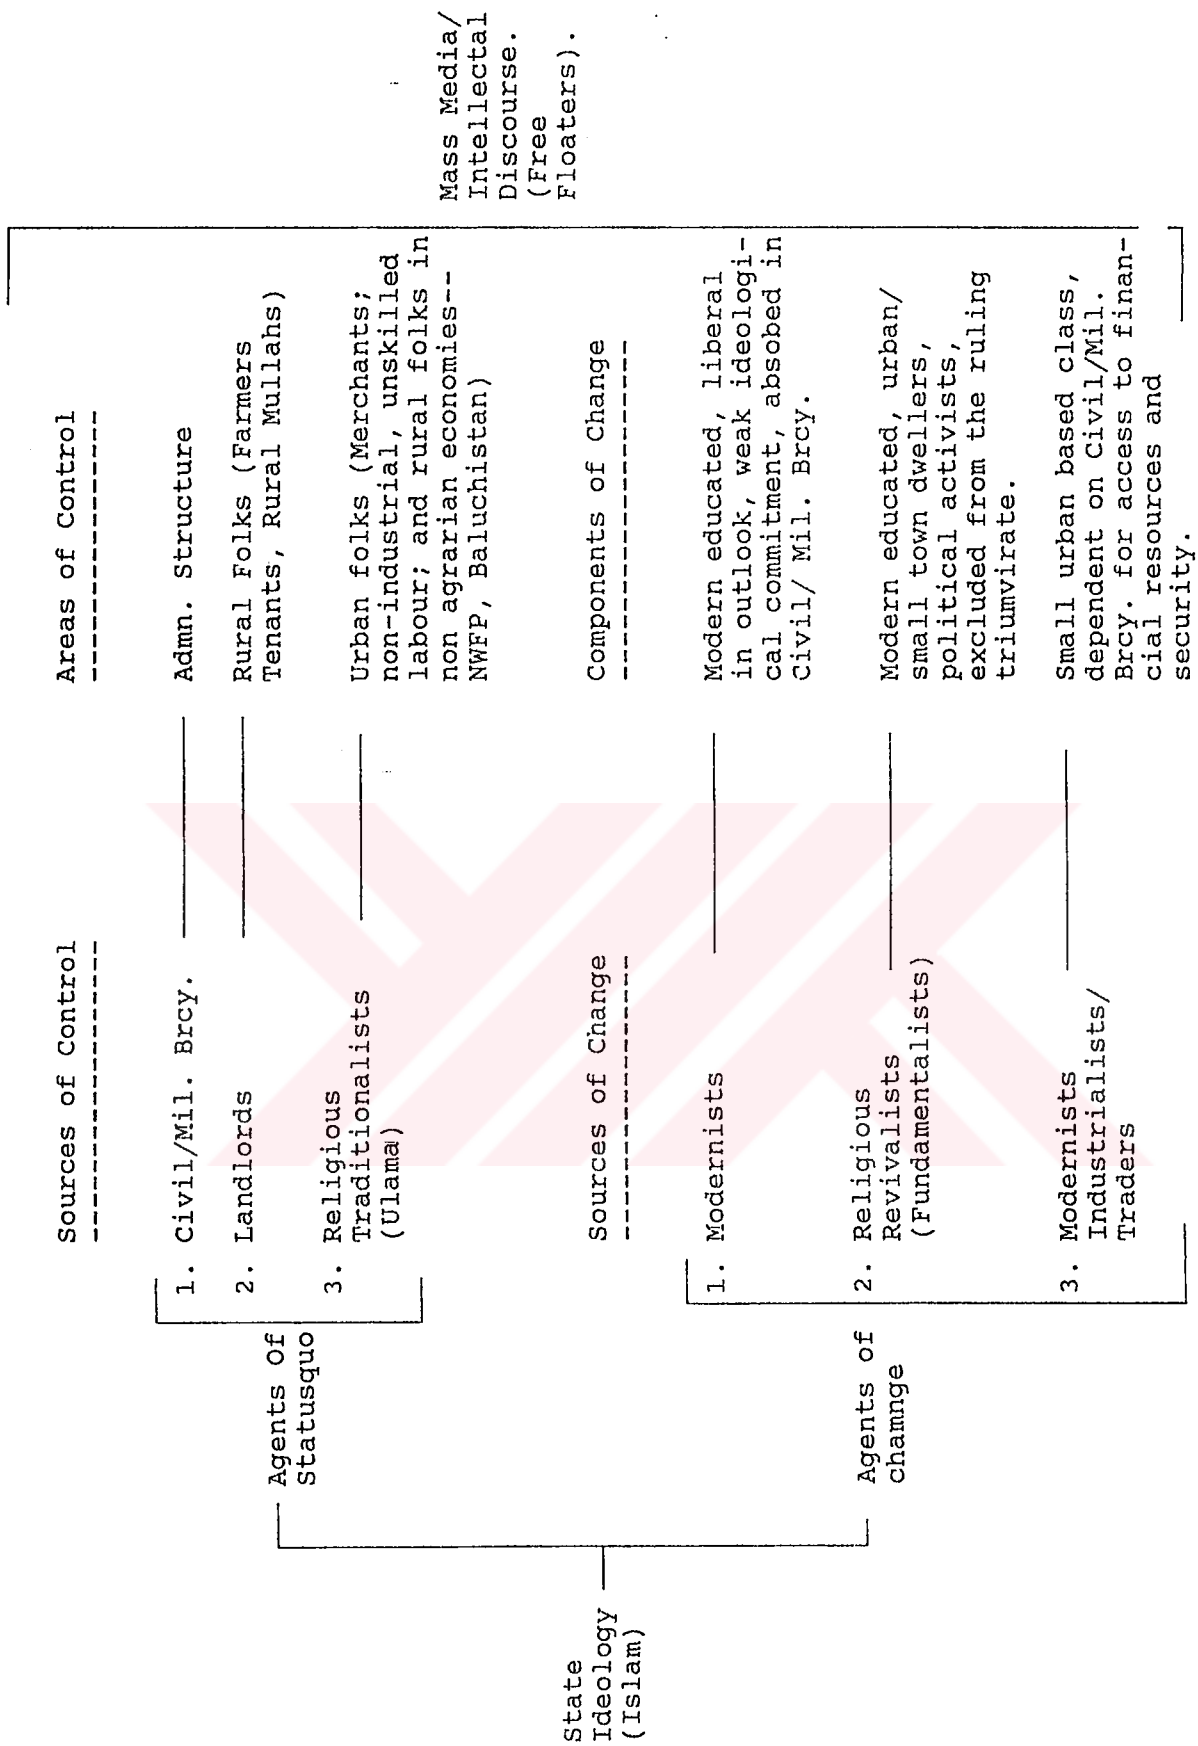 State
Ideology
(Islam)
Agents Of
Statusquo
Sources of Control
--------------------
1. Civil/Mil. Brcy.
2. Landlords
3. Religious
Traditionalists
(Ulama)
Areas of Control
------------------
Admn. Structure
Rural Folks (Farmers
Tenants, Rural Mullahs)
Urban folks (Merchants;
non-industrial, unskilled
labour; and rural folks in
non agrarian economies--
NWFP, Baluchistan)
Agents of
chamnge
Sources of Change
-------------------
1. Modernists
2. Religious
Revivalists
(Fundamentalists)
3. Modernists
Industrialists/
Traders
Components of Change
----------------------
Modern educated, liberal
in outlook, weak ideologi-
cal commitment, absobed in
civil/ Mil. Brcy.
Modern educated, urban/
small town dwellers,
political activists,
excluded from the ruling
triumvirate.
Small urban based class,
dependent on Civil/Mil.
Brcy. for access to finan-
cial resources and
security.
Mass Media/
Intellectal
Discourse.
(Free
Floaters).